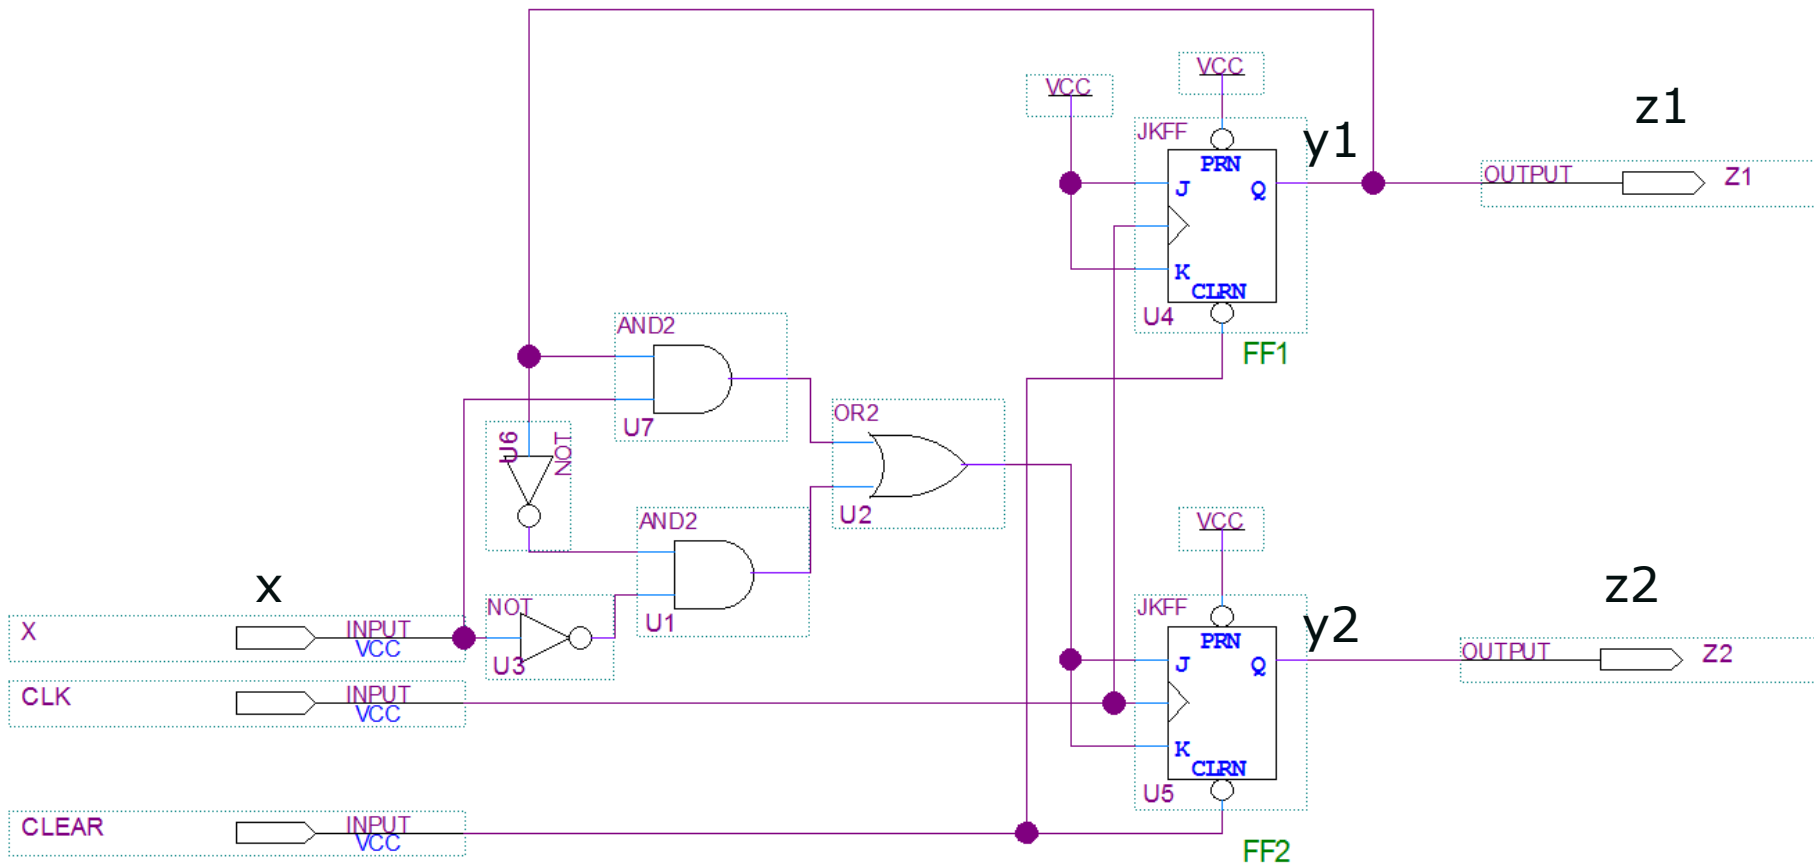 z1
VCC
VCC
JKFF
y1
PRN
J
Q
OUTPUT
Z1
K
CLRN
U4
FF1
AND2
U7
OR2
U6
NOT
U2
AND2
U1
VCC
x
z2
NOT
U3
X
INPUT
VCC
JKFF
y2
PRN
J
Q
OUTPUT
Z2
CLK
INPUT
VCC
K
CLRN
U5
CLEAR
INPUT
VCC
FF2